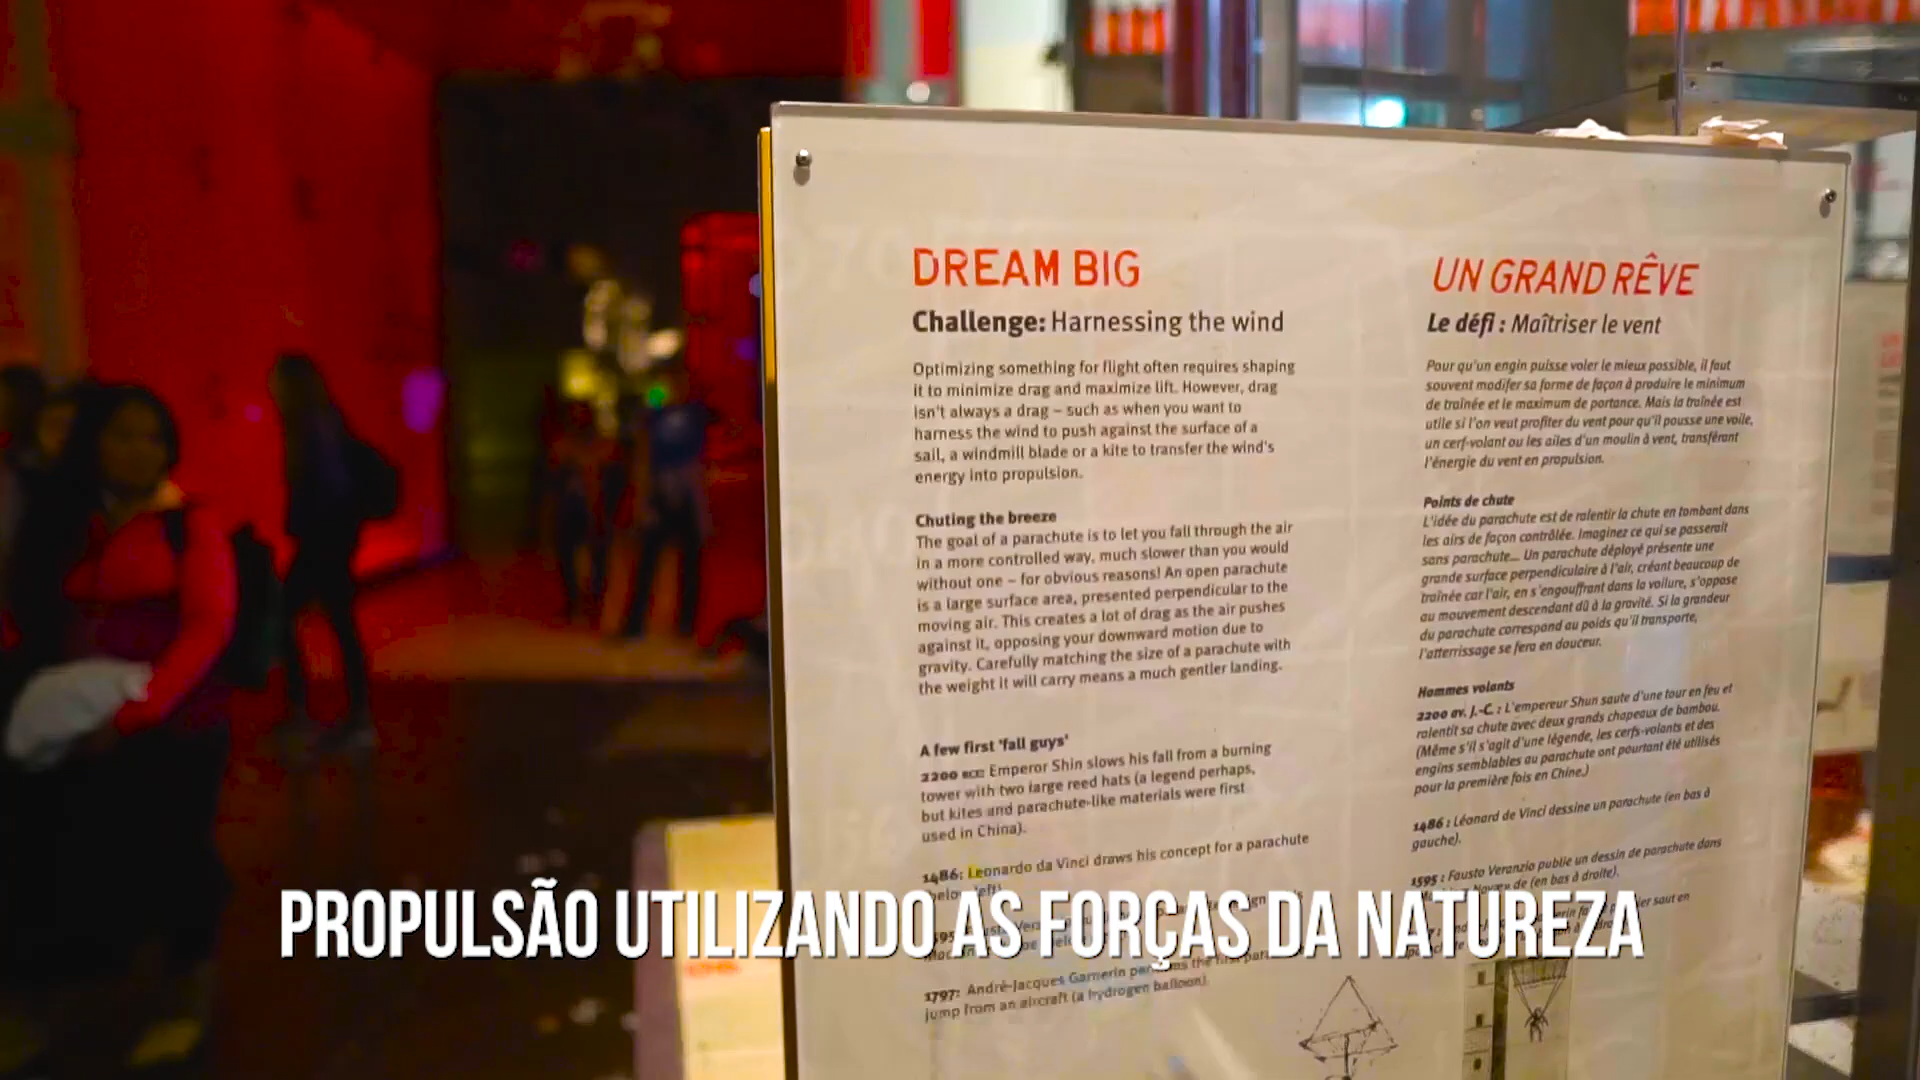 DREAM BIG
Challenge: Harnessing the wind
Optimizing something for flight often requires shaping
it to minimize drag and maximize lift. However, drag
isn't always a drag – such as when you want to
harness the wind to push against the surface of a
sail, a windmill blade or a kite to transfer the wind's
energy into propulsion.
Chuting the breeze
The goal of a parachute is to let you fall through the air
in a more controlled way, much slower than you would
without one – for obvious reasons! An open parachute
is a large surface area, presented perpendicular to the
moving air. This creates a lot of drag as the air pushes
against it, opposing your downward motion due to
gravity. Carefully matching the size of a parachute with
the weight it will carry means a much gentler landing.
A few first 'fall guys'
2200 BCE: Emperor Shin slows his fall from a burning
tower with two large reed hats (a legend perhaps,
but kites and parachute-like materials were first
used in China).
1486: Leonardo da Vinci draws his concept for a parachute
1797: André-Jacques Garnerin the first
jump from an aircraft (a hydrogen balloon).
UN GRAND RÊVE
Le défi : Maîtriser le vent
Pour qu'un engin puisse voler le mieux possible, il faut
souvent modifer sa forme de façon à produire le minimum
de traînée et le maximum de portance. Mais la traînée est
utile si l'on veut profiter du vent pour qu'il pousse une voile,
un cerf-volant ou les ailes d'un moulin à vent, transférant
l'énergie du vent en propulsion.
Points de chute
L'idée du parachute est de ralentir la chute en tombant dans
les airs de façon contrôlée. Imaginez ce qui se passerait
sans parachute... Un parachute déployé présente une
grande surface perpendiculaire à l'air, créant beaucoup de
traînée car l'air, en s'engouffrant dans la voilure, s'oppose
au mouvement descendant dû à la gravité. Si la grandeur
du parachute correspond au poids qu'il transporte,
l'atterrissage se fera en douceur.
Hommes volants
2200 av. J.-C. : L'empereur Shun saute d'une tour en feu et
ralentit sa chute avec deux grands chapeaux de bambou.
(Même s'il s'agit d'une légende, les cerfs-volants et des
engins semblables au parachute ont pourtant été utilisés
pour la première fois en Chine.)
1486 : Léonard de Vinci dessine un parachute (en bas à
gauche).
1595 : Fausto Veranzio publie un dessin de parachute dans
de (en bas à droite).
saut en
PROPULSÃO UTILIZANDO AS FORÇAS DA NATUREZA